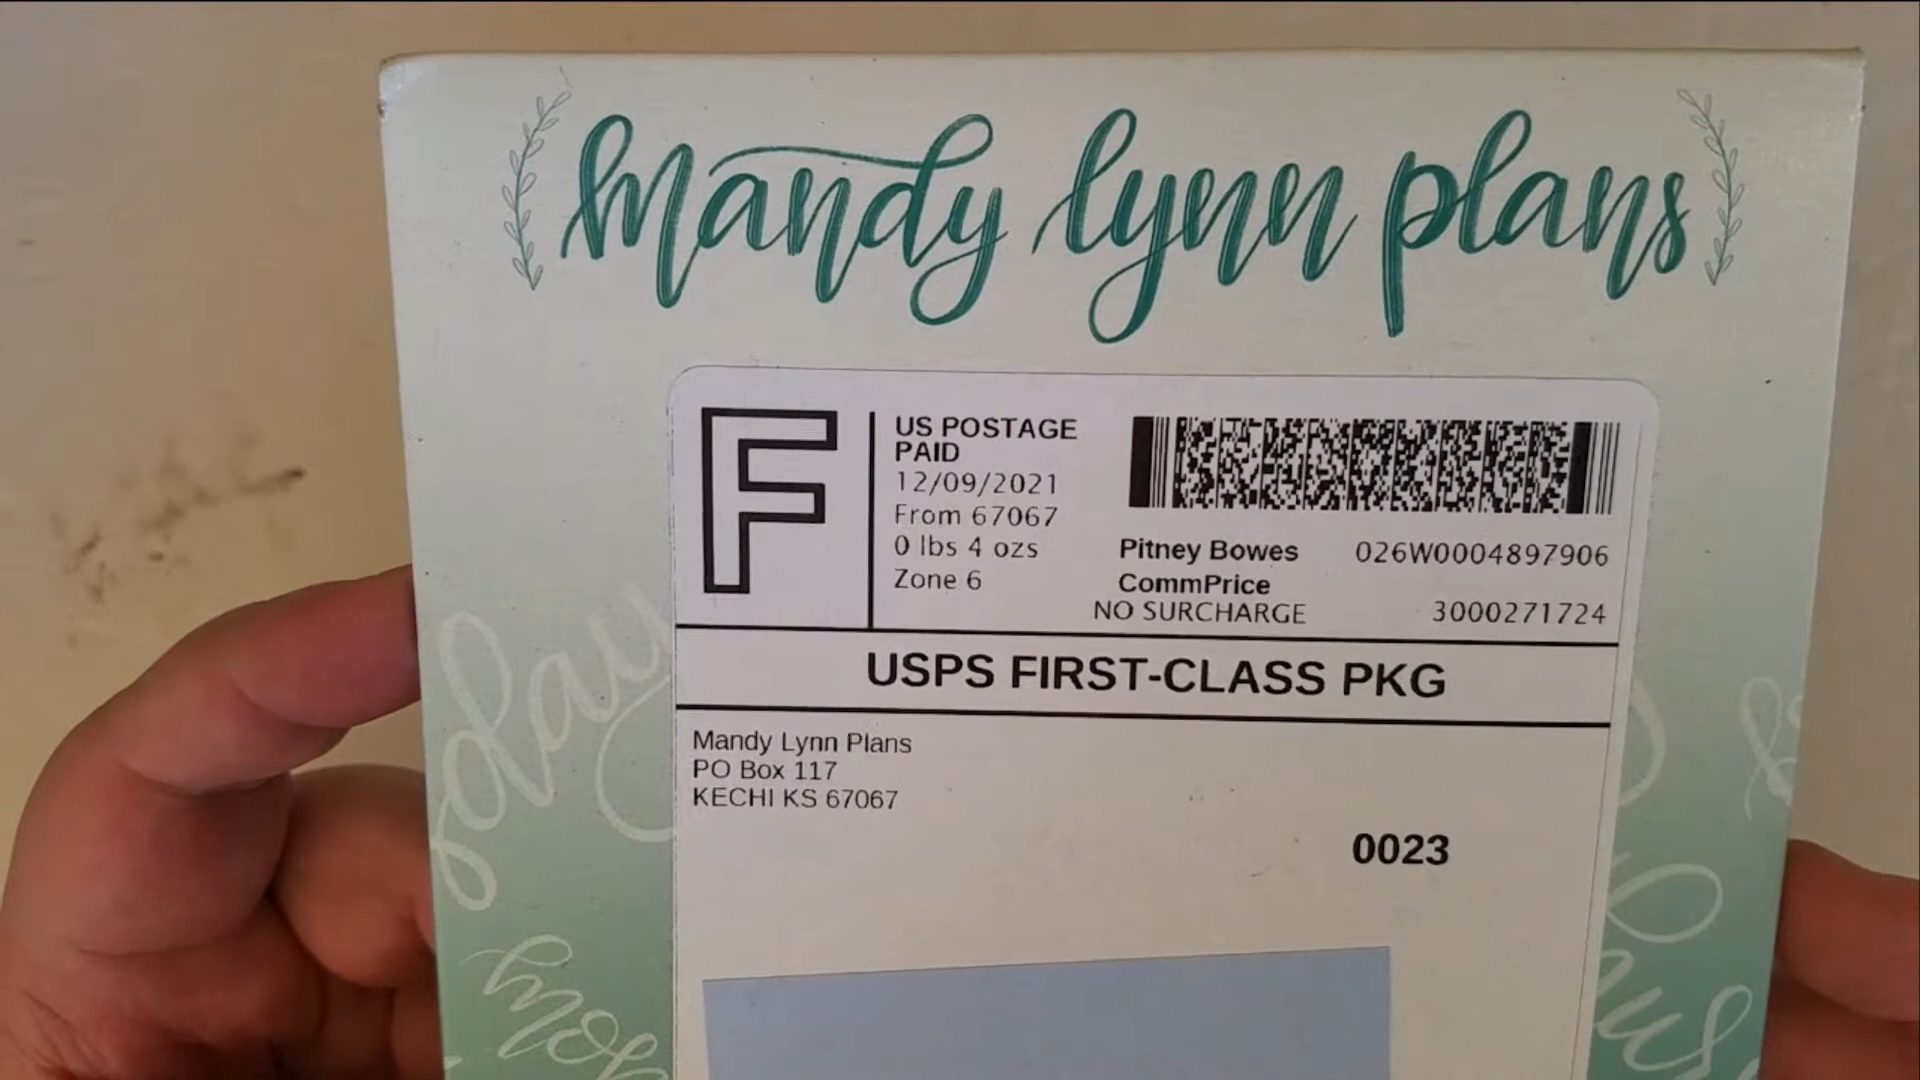 mandy lynn plans
F
US POSTAGE
PAID
12/09/2021
From 67067
0 lbs 4 ozs
Zone 6
Pitney Bowes 026W0004897906
CommPrice
NO SURCHARGE 3000271724
USPS FIRST-CLASS PKG
Mandy Lynn Plans
PO Box 117
KECHI KS 67067
0023